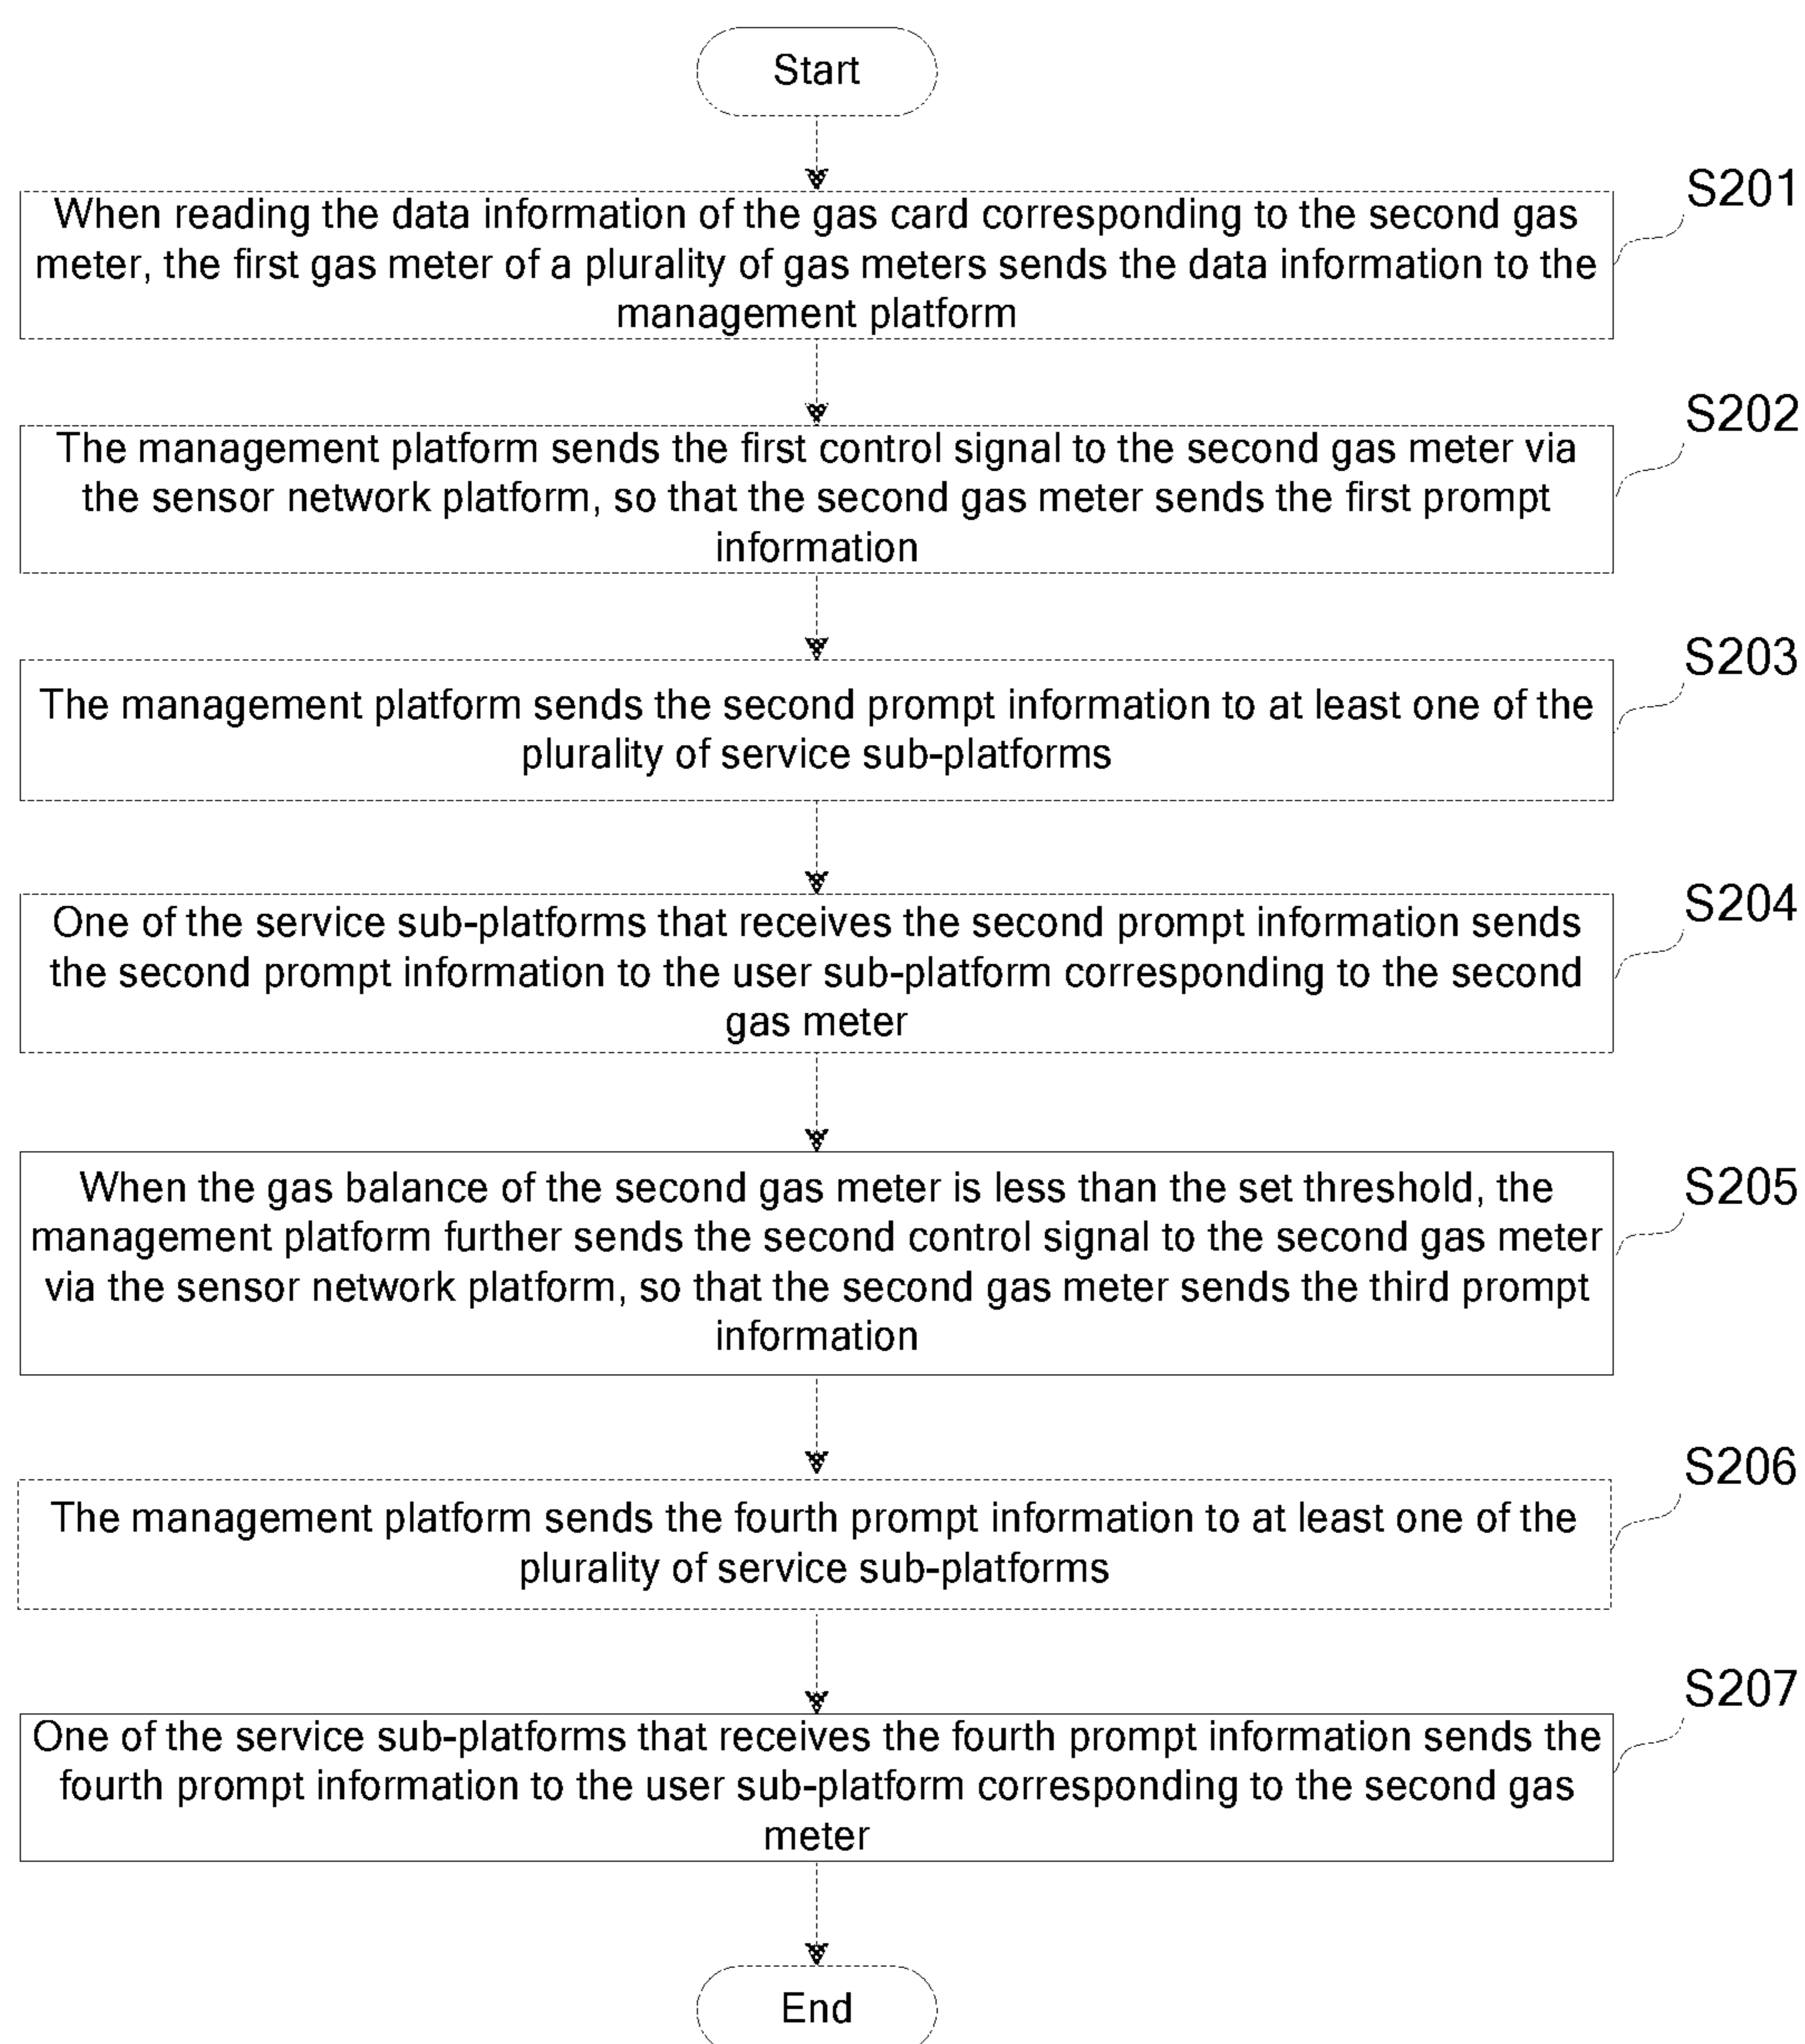 Start
S201
When reading the data information of the gas card corresponding to the second gas
meter, the first gas meter of a plurality of gas meters sends the data information to the
management platform
S202
The management platform sends the first control signal to the second gas meter via
the sensor network platform, so that the second gas meter sends the first prompt
information
S203
The management platform sends the second prompt information to at least one of the
plurality of service sub-platforms
S204
One of the service sub-platforms that receives the second prompt information sends
the second prompt information to the user sub-platform corresponding to the second
gas meter
S205
When the gas balance of the second gas meter is less than the set threshold, the
management platform further sends the second control signal to the second gas meter
via the sensor network platform, so that the second gas meter sends the third prompt
information
S206
The management platform sends the fourth prompt information to at least one of the
plurality of service sub-platforms
S207
One of the service sub-platforms that receives the fourth prompt information sends the
fourth prompt information to the user sub-platform corresponding to the second gas
meter
End